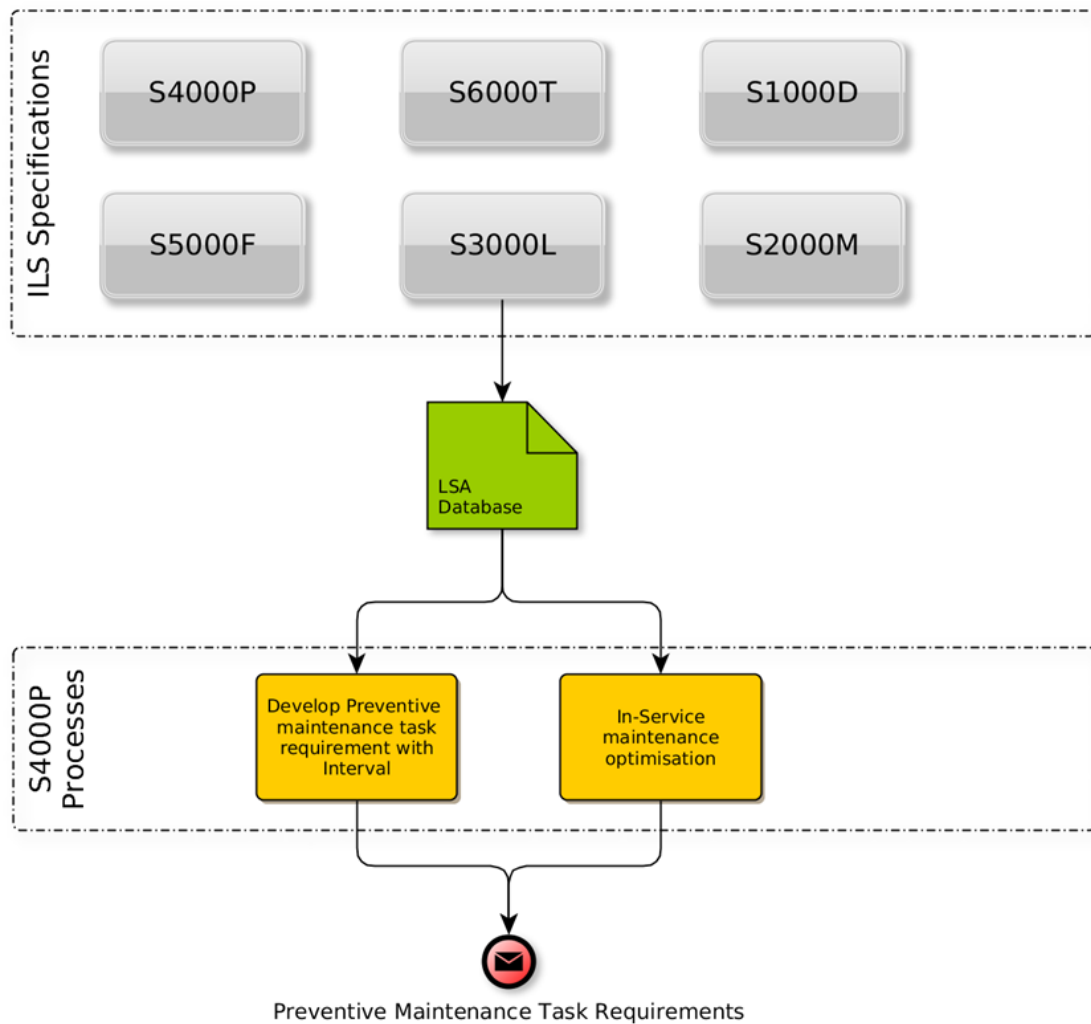 ILS Specifications
S4000P
S6000T
S1000D
S5000F
S3000L
S2000M
LSA
Database
S4000P
Processes
Develop Preventive
maintenance task
requirement with
Interval
In-Service
maintenance
optimisation
Preventive Maintenance Task Requirements